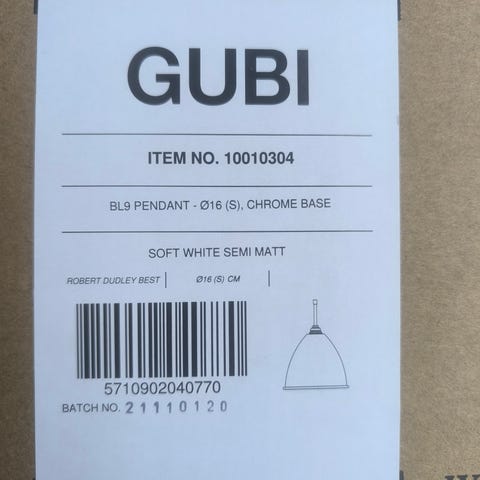 GUBI
ITEM NO. 10010304
BL9 PENDANT - Ø16 (S), CHROME BASE
SOFT WHITE SEMI MATT
ROBERT DUDLEY BEST Ø16 (S) CM
5710902040770
BATCH NO. 21110120